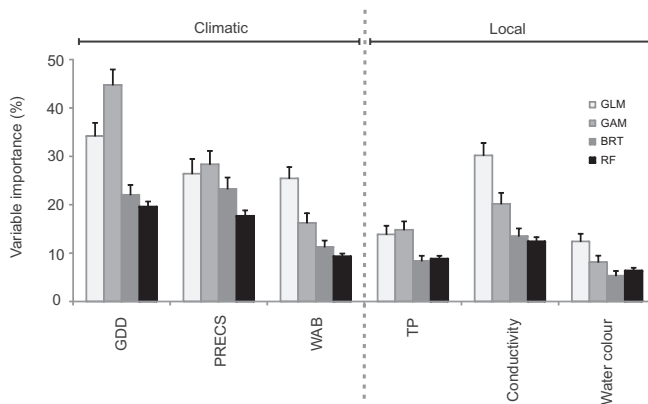 Climatic
Local
Variable importance (%)
50
40
30
20
10
0
GLM
GAM
BRT
RF
GDD
PRECS
WAB
TP
Conductivity
Water colour